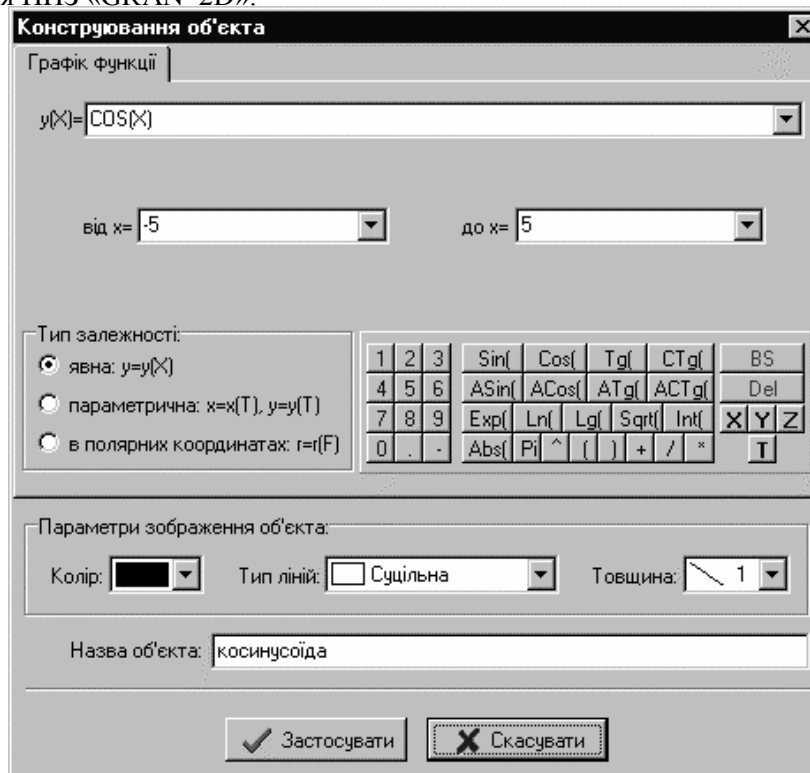 ППЗ «GRAN-2D».
Конструювання об'єкта
Графік функції
y(X)= COS(X)
від x= -5 до x= 5
Тип залежності:
явна: y=y(X)
параметрична: x=x(T), y=y(T)
в полярних координатах: r=r(F)
1 2 3 Sin( Cos( Tg( CTg( BS
4 5 6 ASin( ACos( ATg( ACTg( Del
7 8 9 Exp( Ln( Lg( Sqrt( Int( X Y Z
0 . - Abs( Pi ^ ( ) + / * T
Параметри зображення об'єкта:
Колір: Тип ліній: Суцільна Товщина: 1
Назва об'єкта: косинусоїда
Застосувати Скасувати